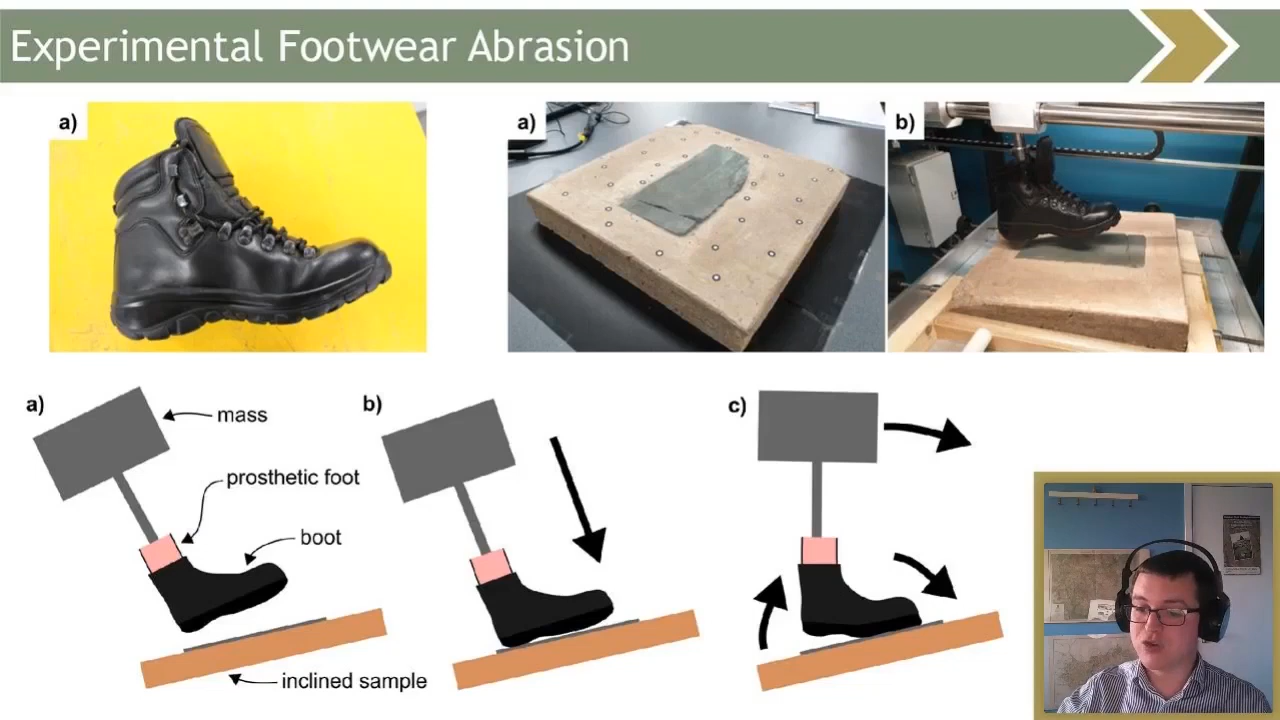 Experimental Footwear Abrasion
a)
a)
b)
a)
mass
prosthetic foot
boot
inclined sample
b)
c)